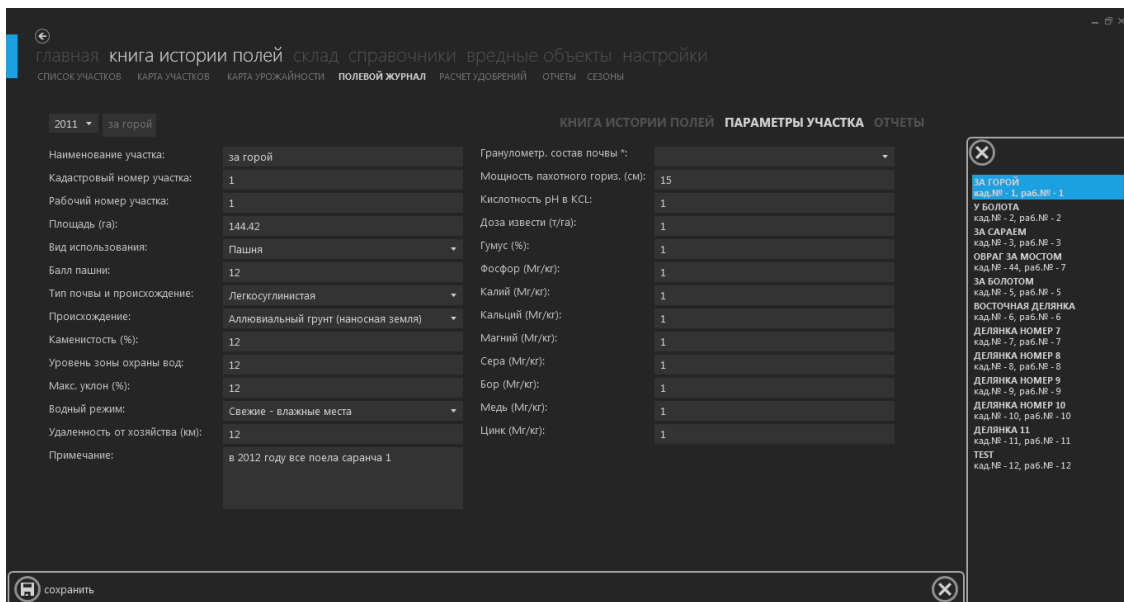 главная книга истории полей склад справочники вредные объекты настройки
СПИСОК УЧАСТКОВ КАРТА УЧАСТКОВ КАРТА УРОЖАЙНОСТИ ПОЛЕВОЙ ЖУРНАЛ РАСЧЕТ УДОБРЕНИЙ ОТЧЕТЫ СЕЗОНЫ
2011 за горой
КНИГА ИСТОРИИ ПОЛЕЙ ПАРАМЕТРЫ УЧАСТКА ОТЧЕТЫ
Наименование участка: за горой
Кадастровый номер участка: 1
Рабочий номер участка: 1
Площадь (га): 144.42
Вид использования: Пашня
Балл пашни: 12
Тип почвы и происхождение: Легкосуглинистая
Происхождение: Аллювиальный грунт (наносная земля)
Каменистость (%): 12
Уровень зоны охраны вод: 12
Макс. уклон (%): 12
Водный режим: Свежие - влажные места
Удаленность от хозяйства (км): 12
Примечание: в 2012 году все поела саранча 1
Гранулометр. состав почвы *:
Мощность пахотного гориз. (см): 15
Кислотность pH в KCL: 1
Доза извести (т/га): 1
Гумус (%): 1
Фосфор (Мг/кг): 1
Калий (Мг/кг): 1
Кальций (Мг/кг): 1
Магний (Мг/кг): 1
Сера (Мг/кг): 1
Бор (Мг/кг): 1
Медь (Мг/кг): 1
Цинк (Мг/кг): 1
ЗА ГОРОЙ
кад.№ - 1, раб.№ - 1
У БОЛОТА
кад.№ - 2, раб.№ - 2
ЗА САРАЕМ
кад.№ - 3, раб.№ - 3
ОВРАГ ЗА МОСТОМ
кад.№ - 44, раб.№ - 7
ЗА БОЛОТОМ
кад.№ - 5, раб.№ - 5
ВОСТОЧНАЯ ДЕЛЯНКА
кад.№ - 6, раб.№ - 6
ДЕЛЯНКА НОМЕР 7
кад.№ - 7, раб.№ - 7
ДЕЛЯНКА НОМЕР 8
кад.№ - 8, раб.№ - 8
ДЕЛЯНКА НОМЕР 9
кад.№ - 9, раб.№ - 9
ДЕЛЯНКА НОМЕР 10
кад.№ - 10, раб.№ - 10
ДЕЛЯНКА 11
кад.№ - 11, раб.№ - 11
TEST
кад.№ - 12, раб.№ - 12
сохранить